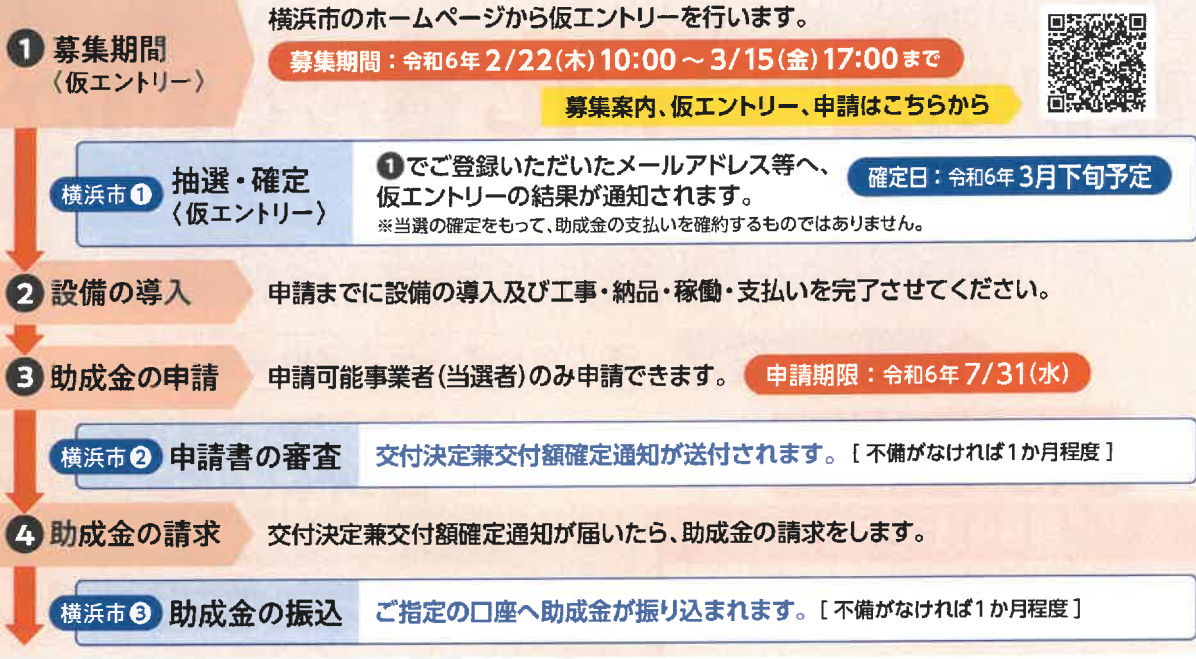 横浜市のホームページから仮エントリーを行います。
❶ 募集期間
〈仮エントリー〉
募集期間：令和6年 2/22(木)10:00～3/15(金)17:00まで
募集案内、仮エントリー、申請はこちらから
横浜市❶ 抽選・確定
〈仮エントリー〉
❶でご登録いただいたメールアドレス等へ、
仮エントリーの結果が通知されます。
※当選の確定をもって、助成金の支払いを確約するものではありません。
確定日：令和6年 3月下旬予定
❷ 設備の導入 申請までに設備の導入及び工事・納品・稼働・支払いを完了させてください。
❸ 助成金の申請 申請可能事業者(当選者)のみ申請できます。 申請期限：令和6年 7/31(水)
横浜市❷ 申請書の審査 交付決定兼交付額確定通知が送付されます。［不備がなければ1か月程度］
❹ 助成金の請求 交付決定兼交付額確定通知が届いたら、助成金の請求をします。
横浜市❸ 助成金の振込 ご指定の口座へ助成金が振り込まれます。［不備がなければ1か月程度］